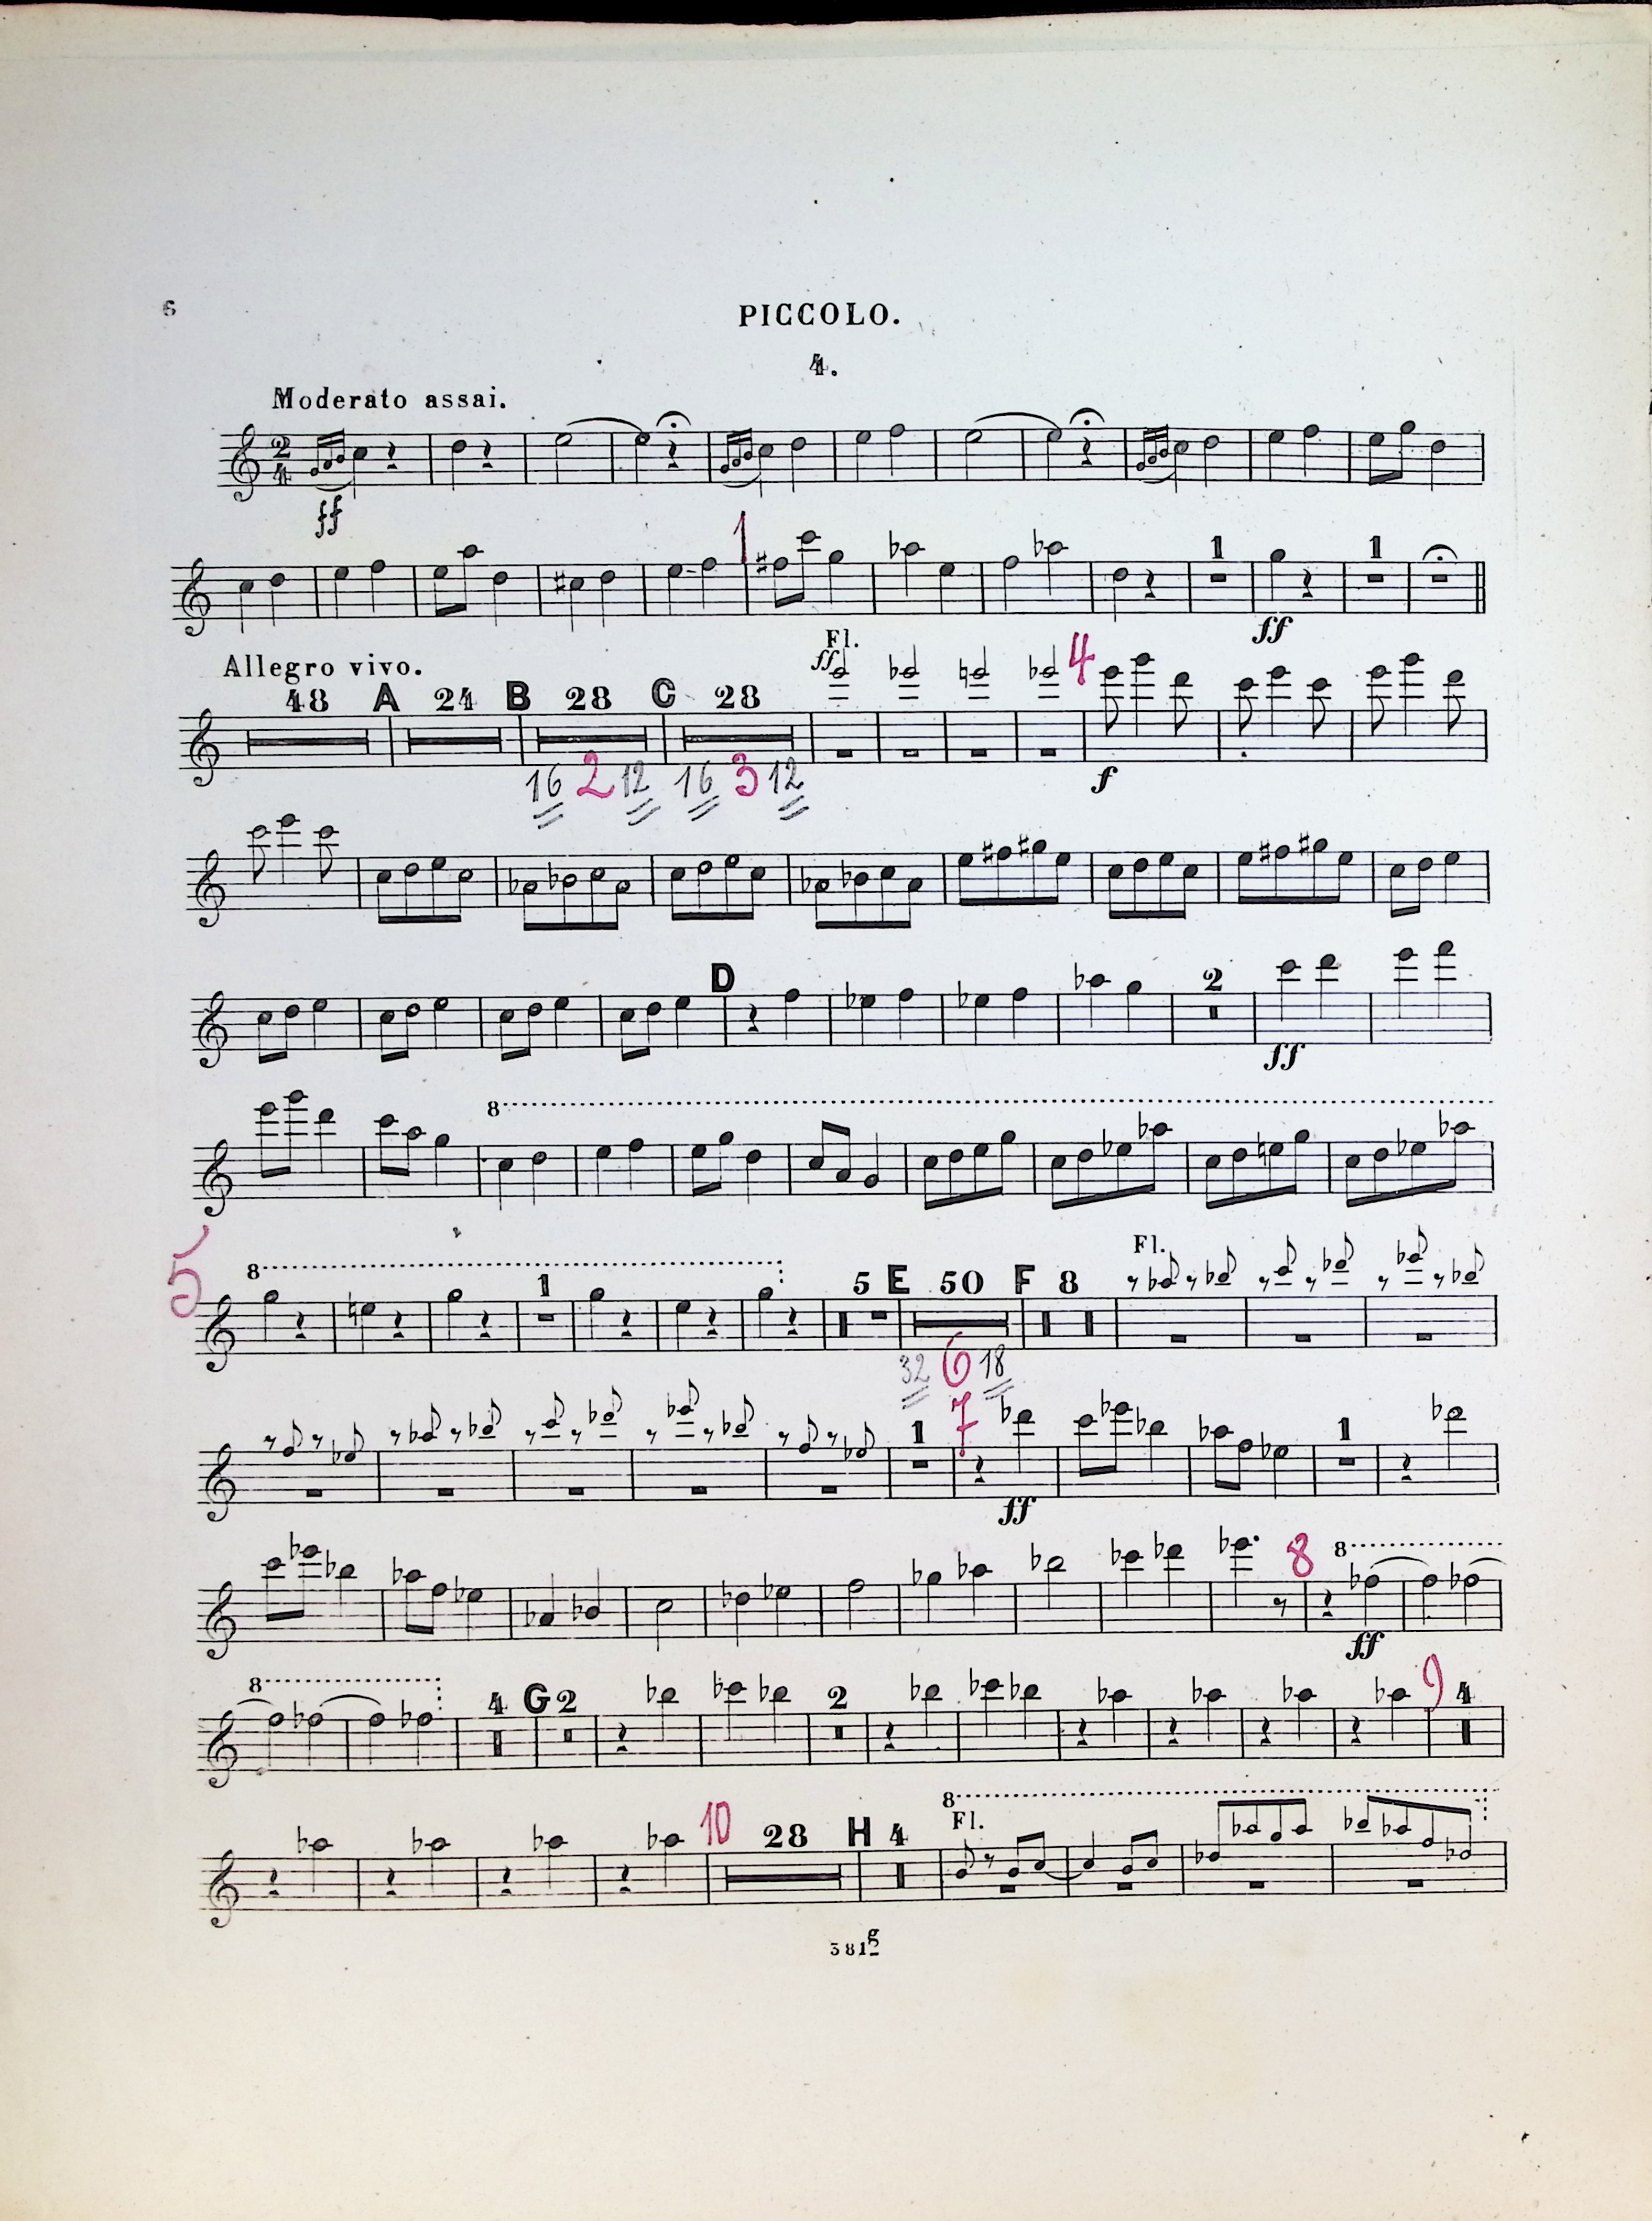 6
PICCOLO.
4.
Moderato assai.
2
4
ff
1
1 1
ff
Allegro vivo.
Fl.
ff
48 A 24 B 28 C 28 4
f
16 2 12 16 3 12
D 2
ff
8
5
8 1 5 E 50 F 8 Fl.
32 6 18
1 7 1
ff
8 8
ff
8 4 G 2 2 9 4
10 28 H 4 8
Fl.